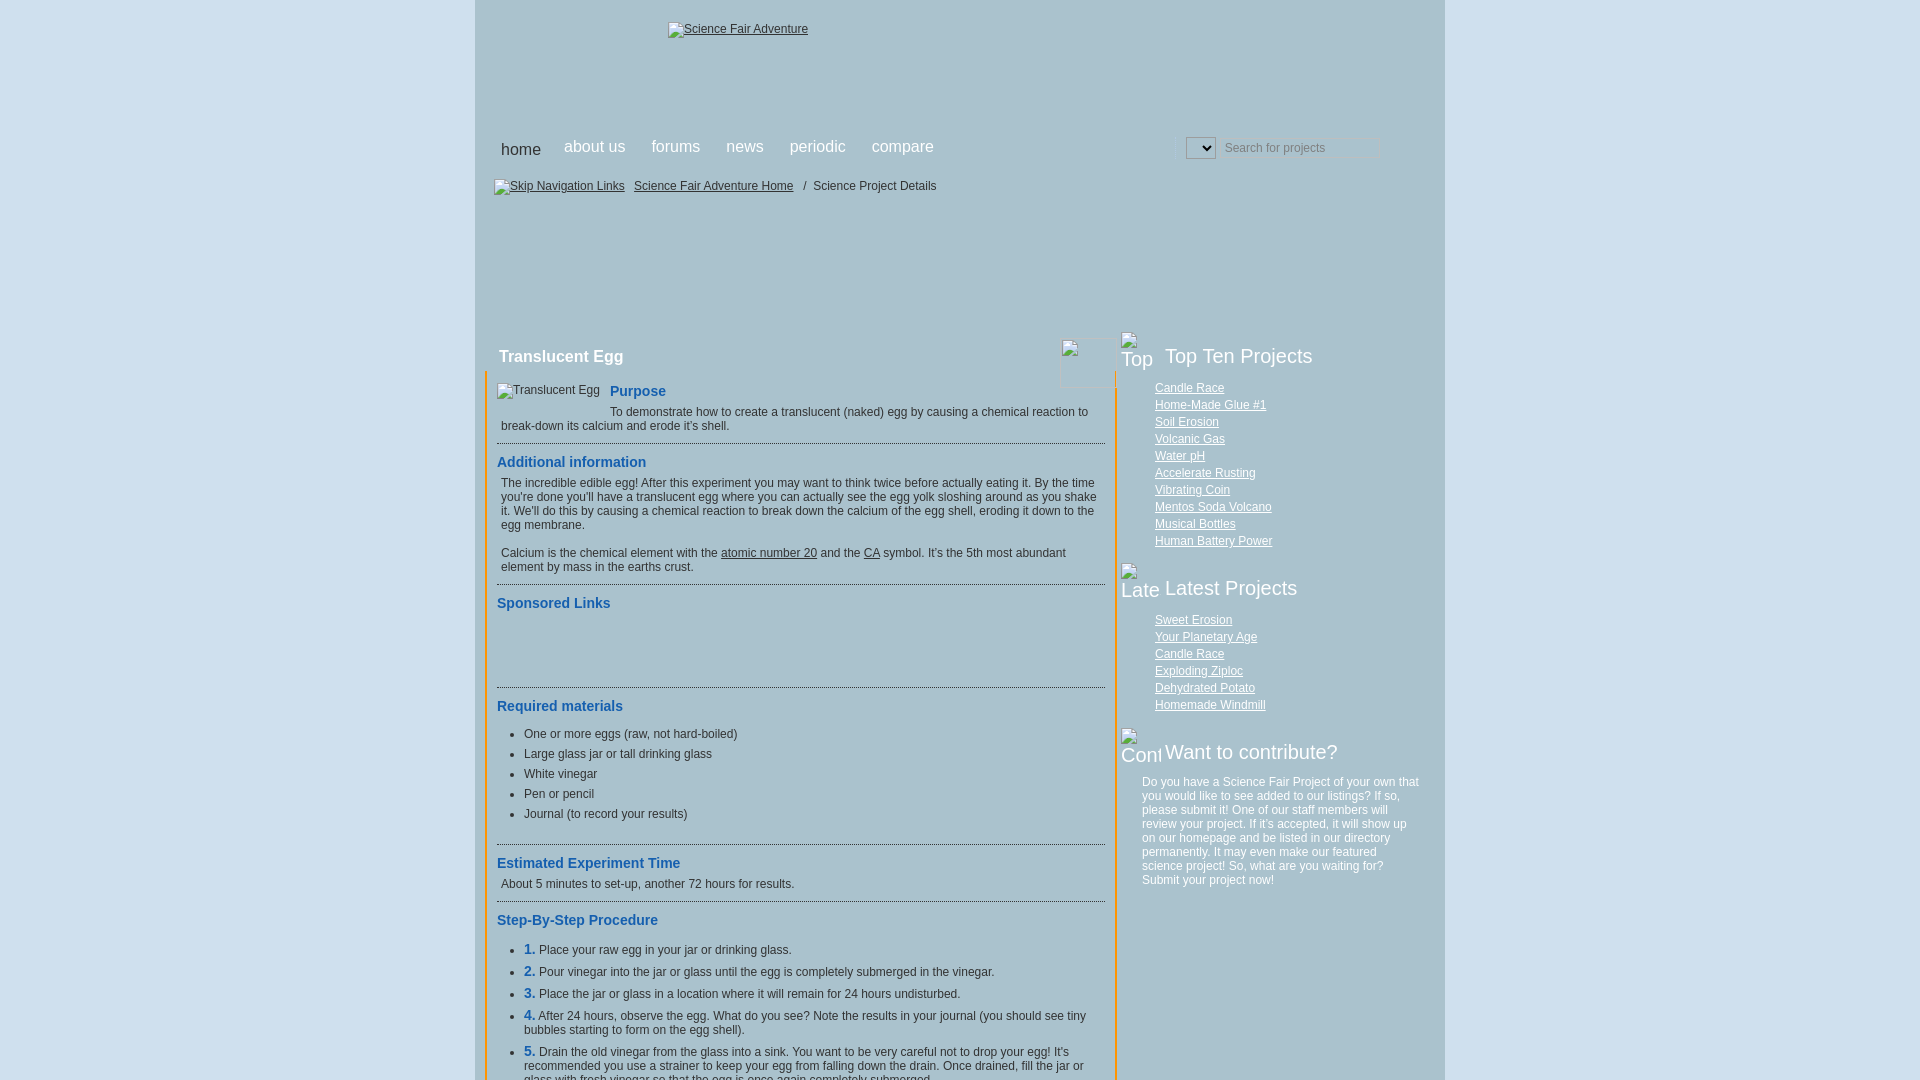 Science Fair Adventure
home about us forums news periodic compare Search for projects
Skip Navigation Links Science Fair Adventure Home / Science Project Details
Translucent Egg
Translucent Egg
Purpose
To demonstrate how to create a translucent (naked) egg by causing a chemical reaction to
break-down its calcium and erode it's shell.
Additional information
The incredible edible egg! After this experiment you may want to think twice before actually eating it. By the time
you're done you'll have a translucent egg where you can actually see the egg yolk sloshing around as you shake
it. We'll do this by causing a chemical reaction to break down the calcium of the egg shell, eroding it down to the
egg membrane.
Calcium is the chemical element with the atomic number 20 and the CA symbol. It's the 5th most abundant
element by mass in the earths crust.
Sponsored Links
Required materials
One or more eggs (raw, not hard-boiled)
Large glass jar or tall drinking glass
White vinegar
Pen or pencil
Journal (to record your results)
Estimated Experiment Time
About 5 minutes to set-up, another 72 hours for results.
Step-By-Step Procedure
1. Place your raw egg in your jar or drinking glass.
2. Pour vinegar into the jar or glass until the egg is completely submerged in the vinegar.
3. Place the jar or glass in a location where it will remain for 24 hours undisturbed.
4. After 24 hours, observe the egg. What do you see? Note the results in your journal (you should see tiny
bubbles starting to form on the egg shell).
5. Drain the old vinegar from the glass into a sink. You want to be very careful not to drop your egg! It's
recommended you use a strainer to keep your egg from falling down the drain. Once drained, fill the jar or
glass with fresh vinegar so that the egg is once again completely submerged.
Top Top Ten Projects
Candle Race
Home-Made Glue #1
Soil Erosion
Volcanic Gas
Water pH
Accelerate Rusting
Vibrating Coin
Mentos Soda Volcano
Musical Bottles
Human Battery Power
Late Latest Projects
Sweet Erosion
Your Planetary Age
Candle Race
Exploding Ziploc
Dehydrated Potato
Homemade Windmill
Cont Want to contribute?
Do you have a Science Fair Project of your own that
you would like to see added to our listings? If so,
please submit it! One of our staff members will
review your project. If it's accepted, it will show up
on our homepage and be listed in our directory
permanently. It may even make our featured
science project! So, what are you waiting for?
Submit your project now!